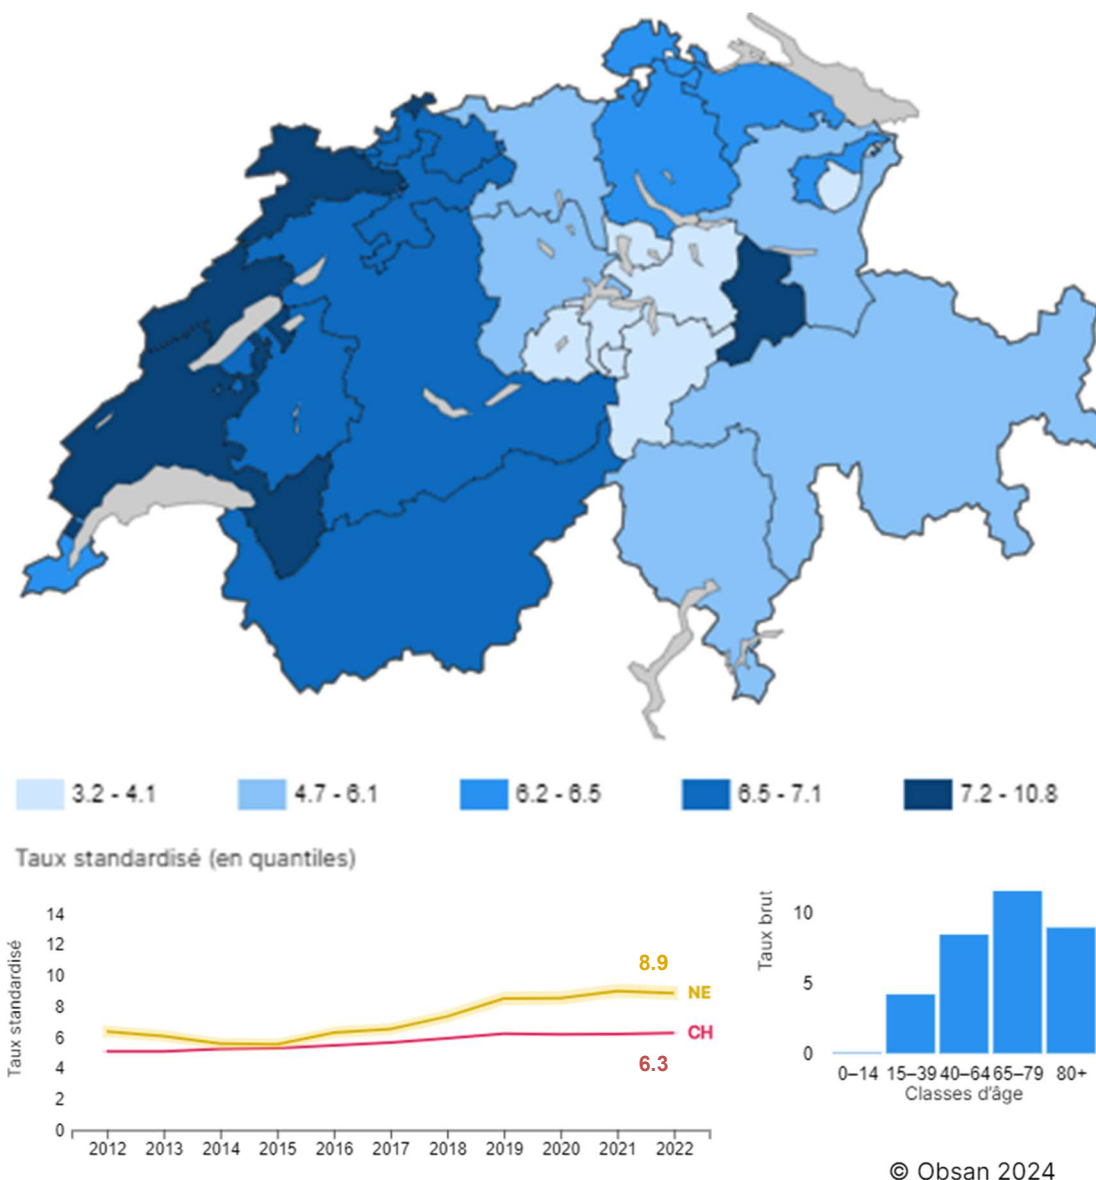 3.2 - 4.1 4.7 - 6.1 6.2 - 6.5 6.5 - 7.1 7.2 - 10.8
Taux standardisé (en quantiles)
Taux standardisé
14
12
10
8
6
4
2
0
8.9
NE
CH
6.3
2012 2013 2014 2015 2016 2017 2018 2019 2020 2021 2022
Taux brut
10
5
0
0–14 15–39 40–64 65–79 80+
Classes d'âge
© Obsan 2024